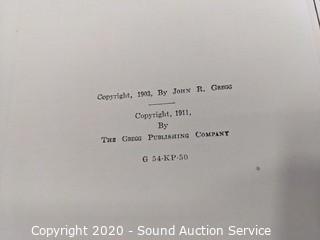 Copyright, 1903, By John R. Gregg
Copyright, 1911,
By
The Gregg Publishing Company
G 54-KP-50
Copyright 2020 - Sound Auction Service